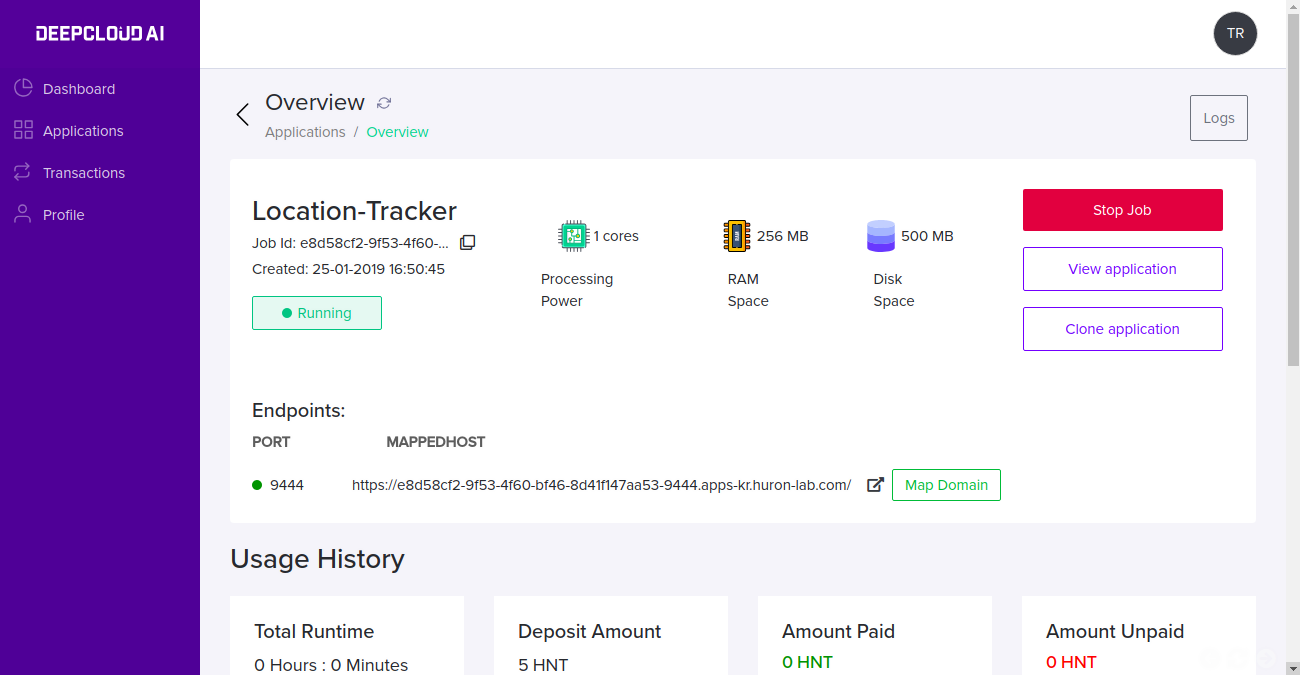 DEEPCLOUD AI
TR
Dashboard
Applications
Transactions
Profile
Overview
Applications / Overview
Logs
Location-Tracker
Job Id: e8d58cf2-9f53-4f60-...
Created: 25-01-2019 16:50:45
Running
1 cores
Processing
Power
256 MB
RAM
Space
500 MB
Disk
Space
Stop Job
View application
Clone application
Endpoints:
PORT MAPPEDHOST
9444 https://e8d58cf2-9f53-4f60-bf46-8d41f147aa53-9444.apps-kr.huron-lab.com/ Map Domain
Usage History
Total Runtime
0 Hours : 0 Minutes
Deposit Amount
5 HNT
Amount Paid
0 HNT
Amount Unpaid
0 HNT